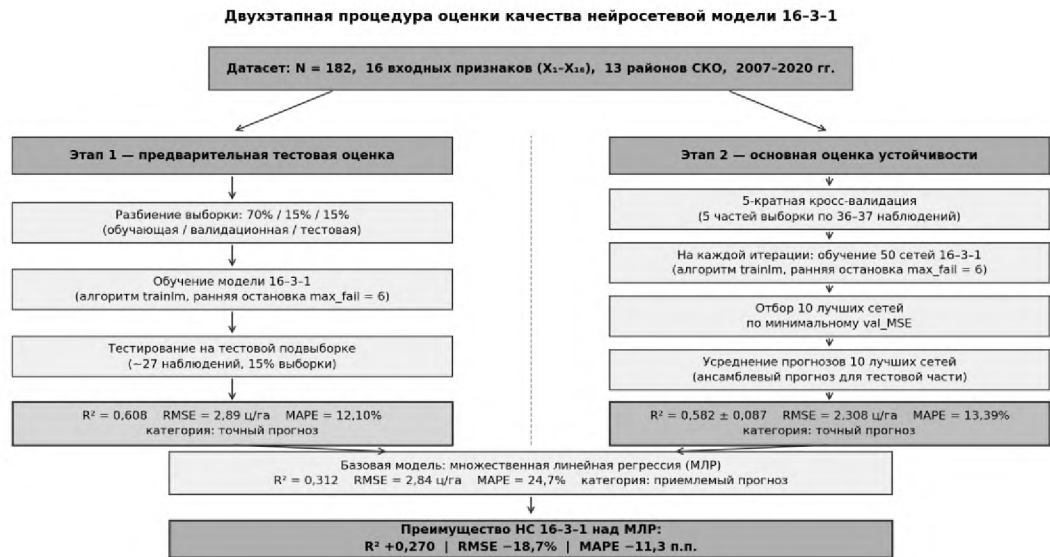 Двухэтапная процедура оценки качества нейросетевой модели 16–3–1
Датасет: N = 182, 16 входных признаков (X₁–X₁₆), 13 районов СКО, 2007–2020 гг.
Этап 1 — предварительная тестовая оценка
Разбиение выборки: 70% / 15% / 15%
(обучающая / валидационная / тестовая)
Обучение модели 16–3–1
(алгоритм trainlm, ранняя остановка max_fail = 6)
Тестирование на тестовой подвыборке
(~27 наблюдений, 15% выборки)
R² = 0,608 RMSE = 2,89 ц/га MAPE = 12,10%
категория: точный прогноз
Этап 2 — основная оценка устойчивости
5-кратная кросс-валидация
(5 частей выборки по 36–37 наблюдений)
На каждой итерации: обучение 50 сетей 16–3–1
(алгоритм trainlm, ранняя остановка max_fail = 6)
Отбор 10 лучших сетей
по минимальному val_MSE
Усреднение прогнозов 10 лучших сетей
(ансамблевый прогноз для тестовой части)
R² = 0,582 ± 0,087 RMSE = 2.308 ц/га MAPE = 13,39%
категория: точный прогноз
Базовая модель: множественная линейная регрессия (МЛР)
R² = 0,312 RMSE = 2,84 ц/га MAPE = 24,7% категория: приемлемый прогноз
Преимущество НС 16–3–1 над МЛР:
R² +0,270 | RMSE −18,7% | MAPE −11,3 п.п.